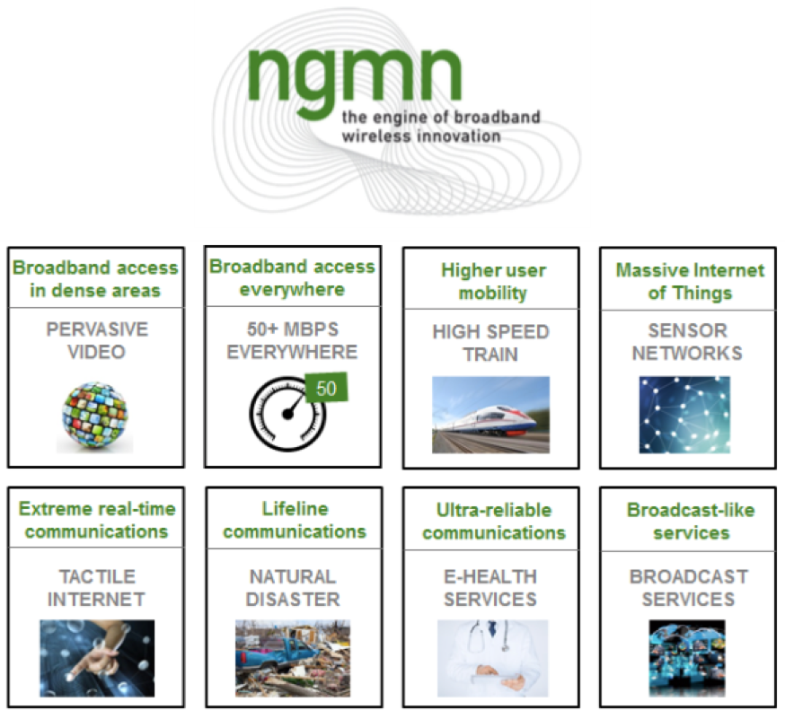 ngmn
the engine of broadband
wireless innovation
Broadband access
in dense areas
PERVASIVE
VIDEO
Broadband access
everywhere
50+ MBPS
EVERYWHERE
50
Higher user
mobility
HIGH SPEED
TRAIN
Massive Internet
of Things
SENSOR
NETWORKS
Extreme real-time
communications
TACTILE
INTERNET
Lifeline
communications
NATURAL
DISASTER
Ultra-reliable
communications
E-HEALTH
SERVICES
Broadcast-like
services
BROADCAST
SERVICES